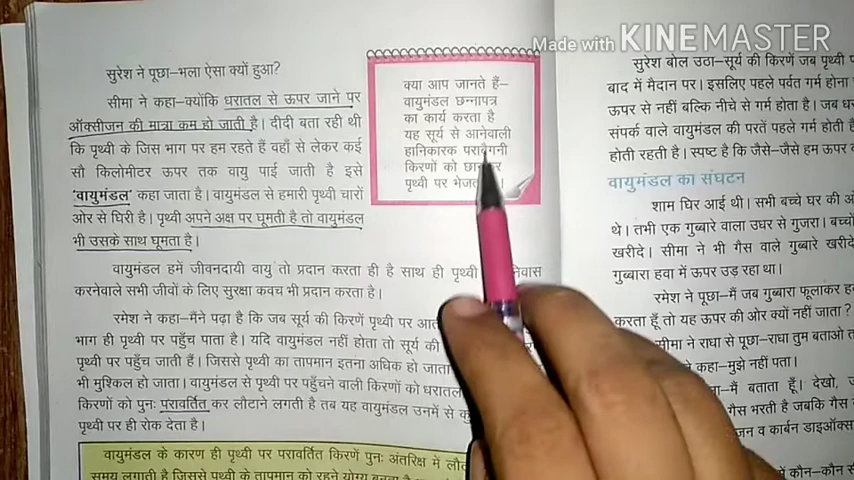 Made with KINEMASTER
सुरेश ने पूछा–भला ऐसा क्यों हुआ?
सीमा ने कहा–क्योंकि धरातल से ऊपर जाने पर
ऑक्सीजन की मात्रा कम हो जाती है। दीदी बता रही थी
कि पृथ्वी के जिस भाग पर हम रहते हैं वहाँ से लेकर कई
सौ किलोमीटर ऊपर तक वायु पाई जाती है इसे
'वायुमंडल' कहा जाता है। वायुमंडल से हमारी पृथ्वी चारों
ओर से घिरी है। पृथ्वी अपने अक्ष पर घूमती है तो वायुमंडल
भी उसके साथ घूमता है।
क्या आप जानते हैं–
वायुमंडल छन्नापत्र
का कार्य करता है
यह सूर्य से आनेवाली
हानिकारक पराबैगनी
किरणों को छानकर
पृथ्वी पर
वायुमंडल हमें जीवनदायी वायु तो प्रदान करता ही है साथ ही पृथ्वी
करनेवाले सभी जीवों के लिए सुरक्षा कवच भी प्रदान करता है।
रमेश ने कहा–मैंने पढ़ा है कि जब सूर्य की किरणें पृथ्वी पर
भाग ही पृथ्वी पर पहुँच पाता है। यदि वायुमंडल नहीं होता तो सूर्य की
पृथ्वी पर पहुँच जाती हैं। जिससे पृथ्वी का तापमान इतना अधिक हो जाता
भी मुश्किल हो जाता। वायुमंडल से पृथ्वी पर पहुँचने वाली किरणों को
किरणों को पुनः परावर्तित कर लौटाने लगती है तब यह वायुमंडल उनमें से
पृथ्वी पर ही रोक देता है।
वायुमंडल के कारण ही पृथ्वी पर परावर्तित किरणें पुनः अंतरिक्ष में
समय लगाती है जिससे पृथ्वी के तापमान को रहने योग्य
सुरेश बोल उठा–सूर्य की किरणें जब पृथ्वी
बाद में मैदान पर। इसलिए पहले पर्वत गर्म होना
ऊपर से नहीं बल्कि नीचे से गर्म होता है। जब
संपर्क वाले वायुमंडल की परतें पहले गर्म होती
होती रहती है। स्पष्ट है कि जैसे–जैसे हम ऊपर
वायुमंडल का संघटन
शाम घिर आई थी। सभी बच्चे घर की
थे। तभी एक गुब्बारे वाला उधर से गुजरा।
खरीदे। सीमा ने भी गैस वाले गुब्बारे खरीदे
गुब्बारा हवा में ऊपर उड़ रहा था।
रमेश ने पूछा–मैं जब गुब्बारा फूलाकर
करता हूँ तो यह ऊपर की ओर क्यों नहीं जाता?
सीमा ने राधा से पूछा–राधा तुम बताओ
कहा–मुझे नहीं पता।
मैं बताता हूँ। देखो,
गैस भरती है जबकि गैस
व कार्बन
कौन–कौन